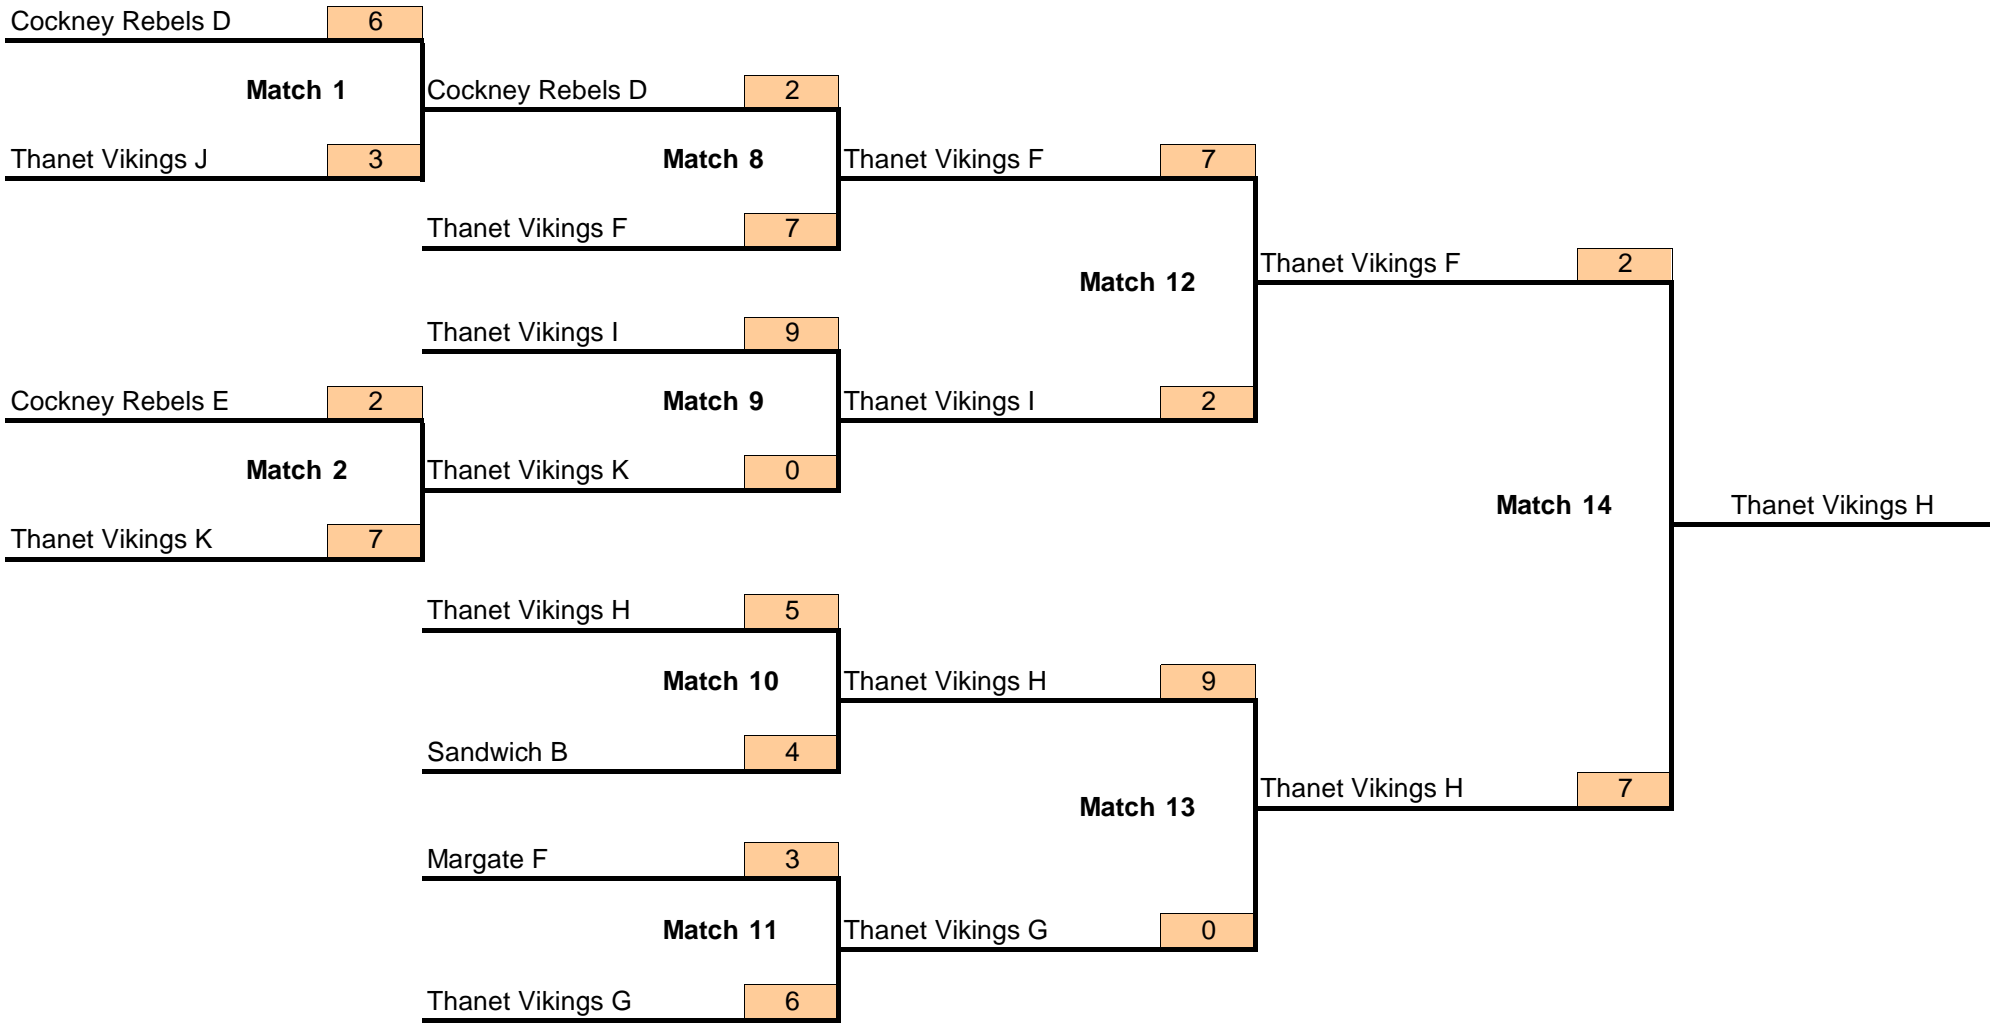 Cockney Rebels D 6
Match 1
Cockney Rebels D 2
Thanet Vikings J 3
Match 8
Thanet Vikings F 7
Thanet Vikings F 7
Match 12
Thanet Vikings F 2
Thanet Vikings I 9
Cockney Rebels E 2
Match 9
Thanet Vikings I 2
Match 2
Thanet Vikings K 0
Match 14
Thanet Vikings H
Thanet Vikings K 7
Thanet Vikings H 5
Match 10
Thanet Vikings H 9
Sandwich B 4
Match 13
Thanet Vikings H 7
Margate F 3
Match 11
Thanet Vikings G 0
Thanet Vikings G 6